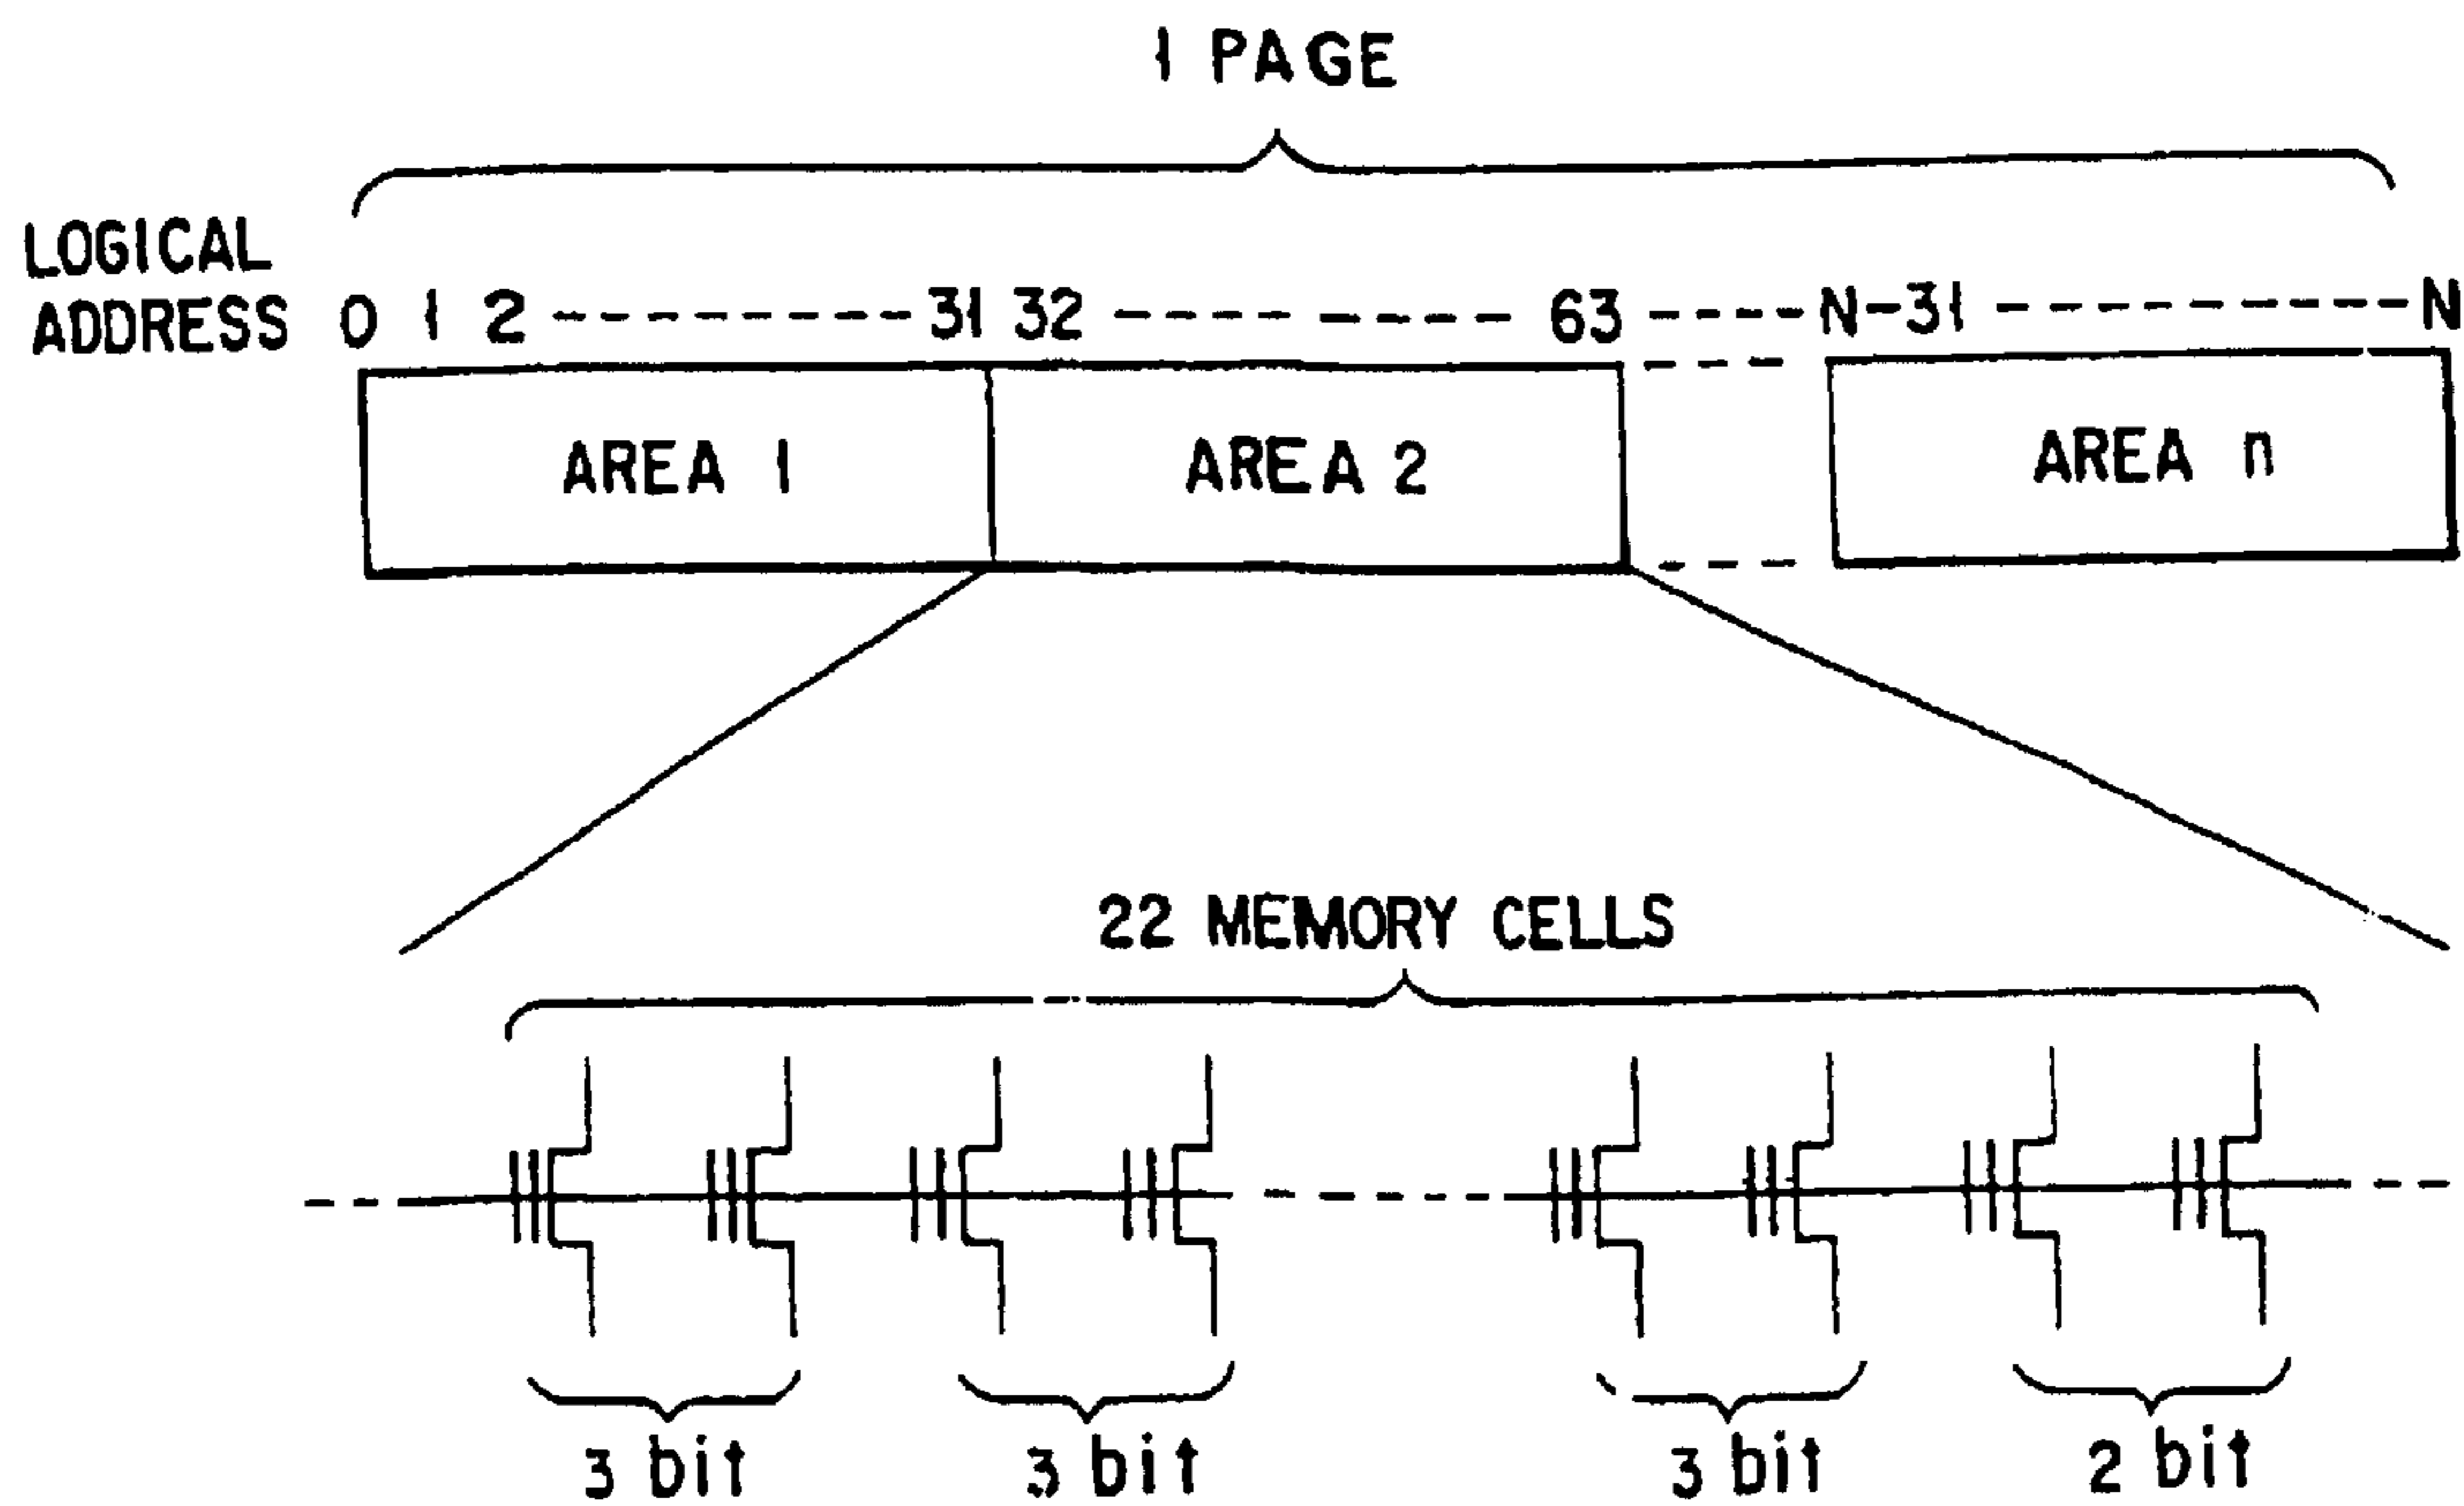 1 PAGE
LOGICAL
ADDRESS 0 1 2 ---------- 31 32 ---------- 63 ----- N-31 ---------- N
AREA 1 AREA 2 AREA n
22 MEMORY CELLS
3 bit 3 bit 3 bit 2 bit